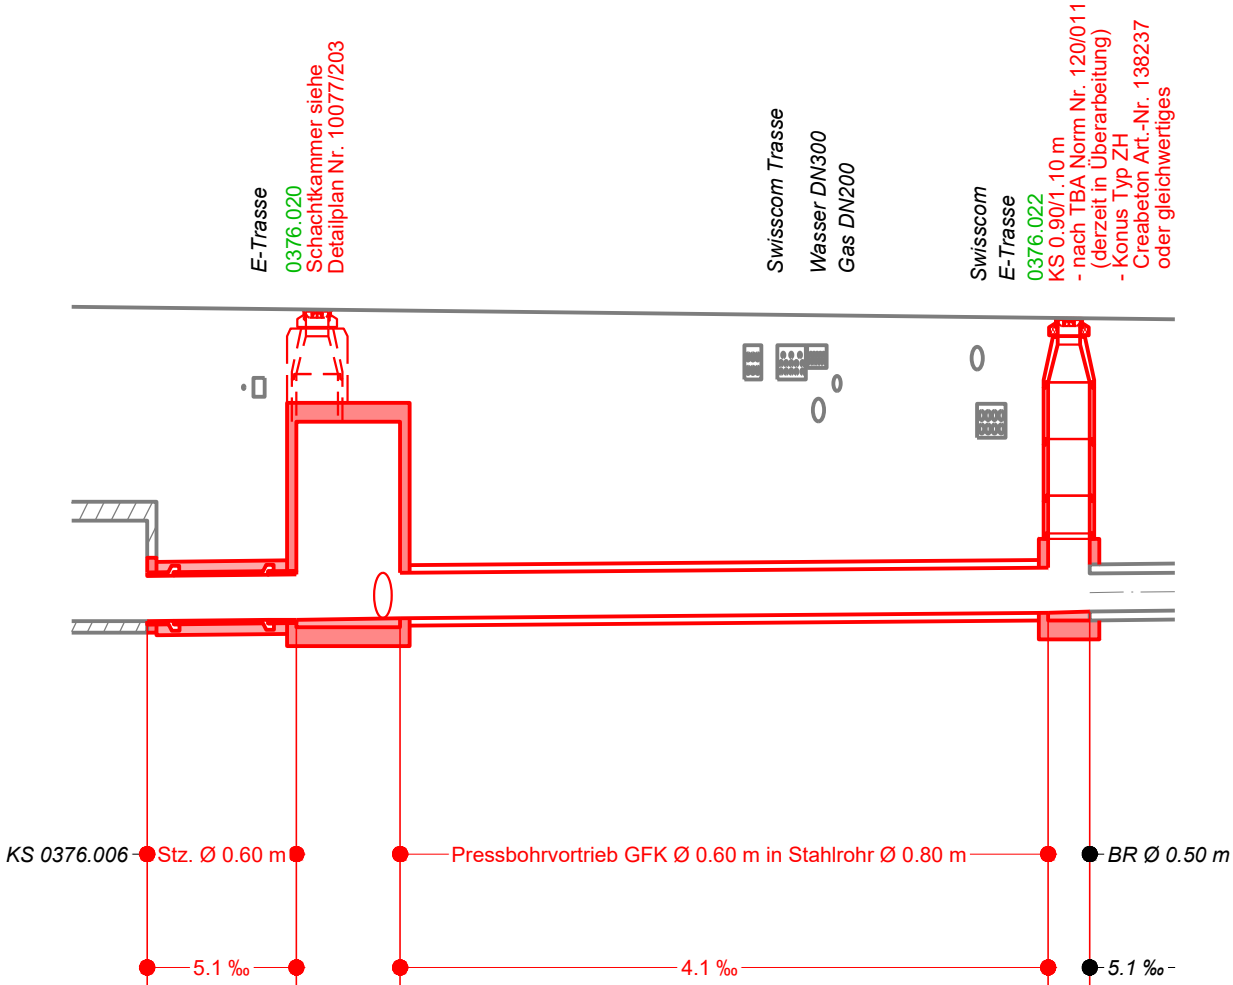 E-Trasse
0376.020
Schachtkammer siehe
Detailplan Nr. 10077/203
Swisscom Trasse
Wasser DN300
Gas DN200
Swisscom
E-Trasse
0376.022
KS 0.90/1.10 m
- nach TBA Norm Nr. 120/011
(derzeit in Überarbeitung)
- Konus Typ ZH
Creabeton Art.-Nr. 138237
oder gleichwertiges
KS 0376.006
Stz. Ø 0.60 m
Pressbohrvortrieb GFK Ø 0.60 m in Stahlrohr Ø 0.80 m
BR Ø 0.50 m
5.1 ‰
4.1 ‰
5.1 ‰